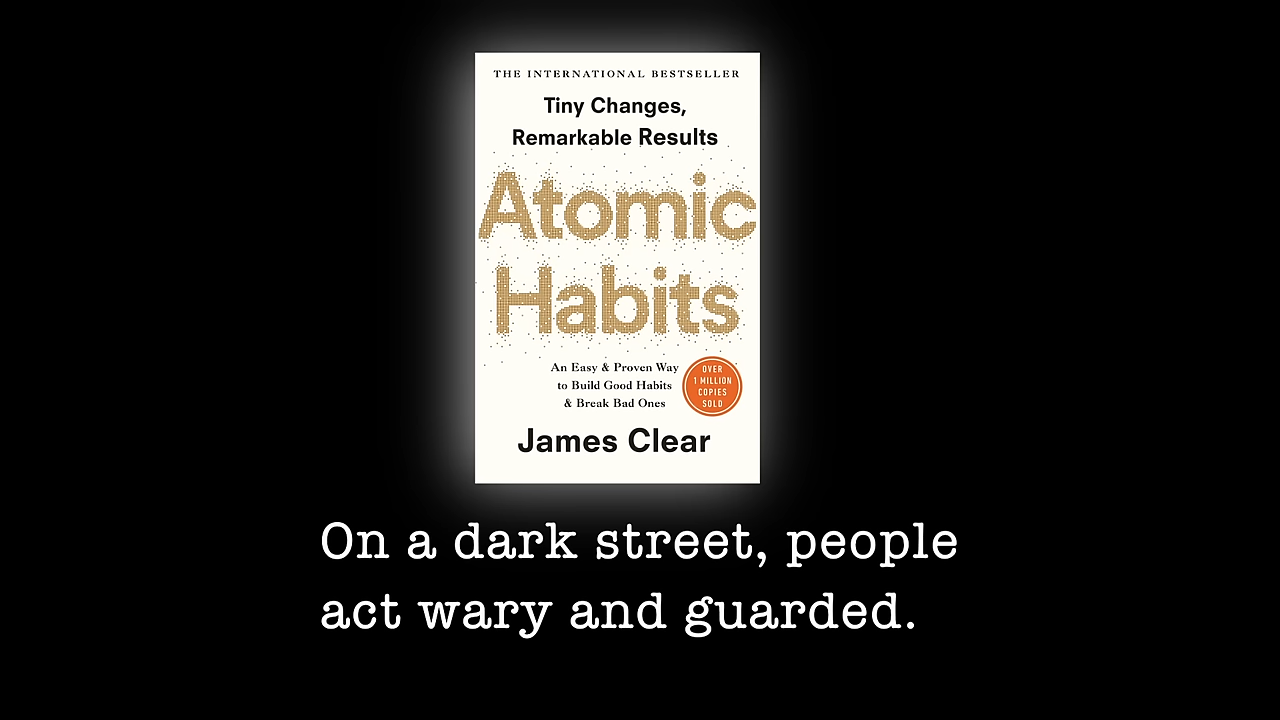 THE INTERNATIONAL BESTSELLER
Tiny Changes,
Remarkable Results
Atomic
Habits
An Easy & Proven Way
to Build Good Habits
& Break Bad Ones
OVER
1 MILLION
COPIES
SOLD
James Clear
On a dark street, people
act wary and guarded.